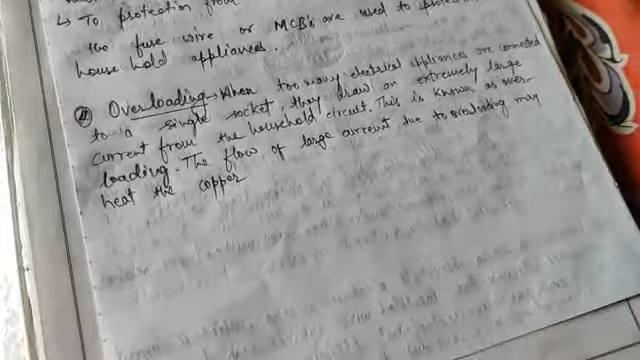 ↳ To protection from
the fuse wire or MCB's are used to protect
house hold appliances.
Overloading → When too many electrical appliances are connected
to a single socket, they draw an extremely large
current from the household circuit. This is known as over-
loading. The flow of large current due to overloading may
heat the copper